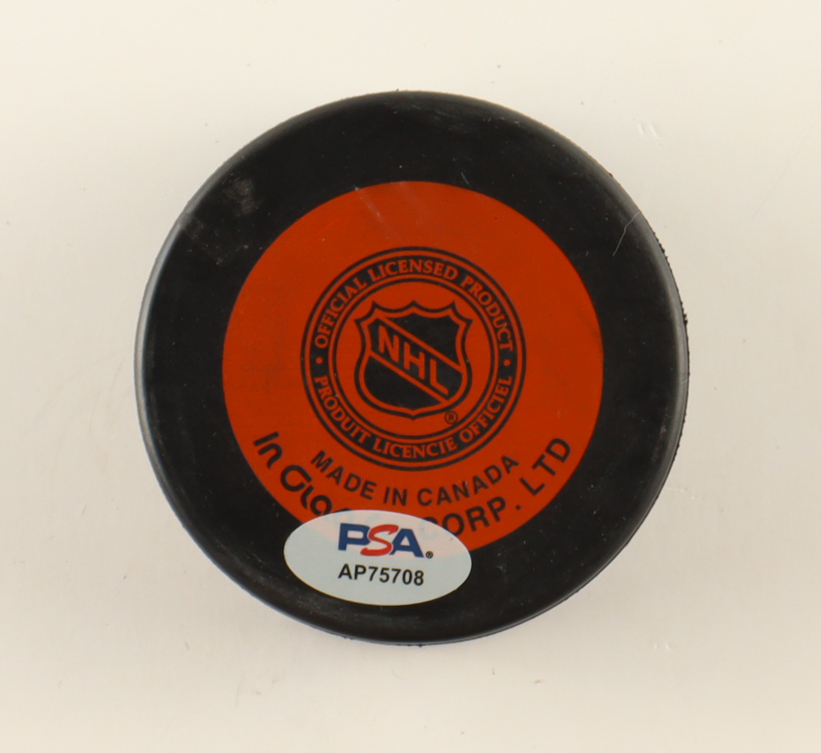 OFFICIAL LICENSED PRODUCT
NHL
®
PRODUIT LICENCIE OFFICIEL
MADE IN CANADA
In CORP. LTD
PSA®
AP75708